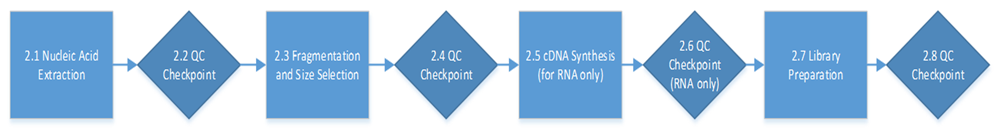 2.1 Nucleic Acid
Extraction
2.2 QC
Checkpoint
2.3 Fragmentation
and Size Selection
2.4 QC
Checkpoint
2.5 cDNA Synthesis
(for RNA only)
2.6 QC
Checkpoint
(RNA only)
2.7 Library
Preparation
2.8 QC
Checkpoint